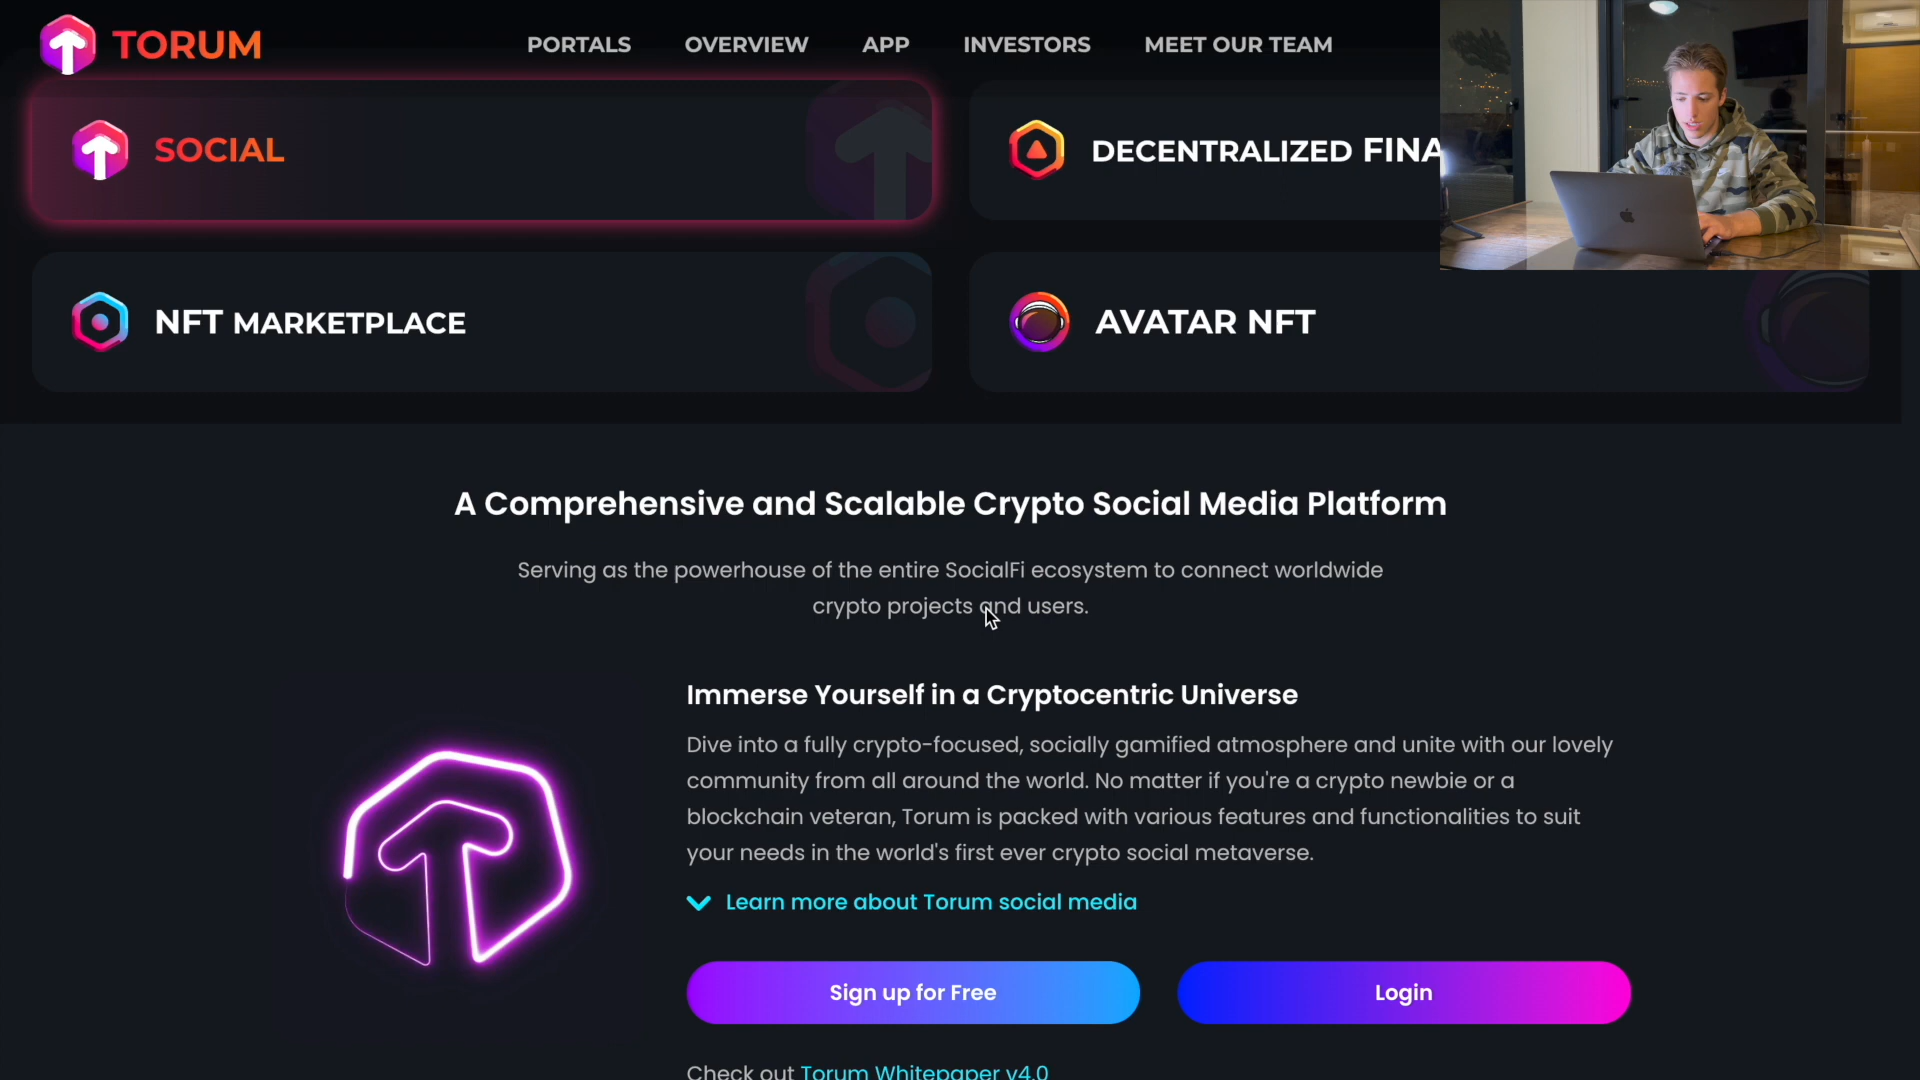 TORUM
PORTALS
OVERVIEW
APP
INVESTORS
MEET OUR TEAM
SOCIAL
DECENTRALIZED FINA
NFT MARKETPLACE
AVATAR NFT
A Comprehensive and Scalable Crypto Social Media Platform
Serving as the powerhouse of the entire SocialFi ecosystem to connect worldwide
crypto projects and users.
Immerse Yourself in a Cryptocentric Universe
Dive into a fully crypto-focused, socially gamified atmosphere and unite with our lovely
community from all around the world. No matter if you're a crypto newbie or a
blockchain veteran, Torum is packed with various features and functionalities to suit
your needs in the world's first ever crypto social metaverse.
Learn more about Torum social media
Sign up for Free
Login
Check out Torum Whitepaper v4.0